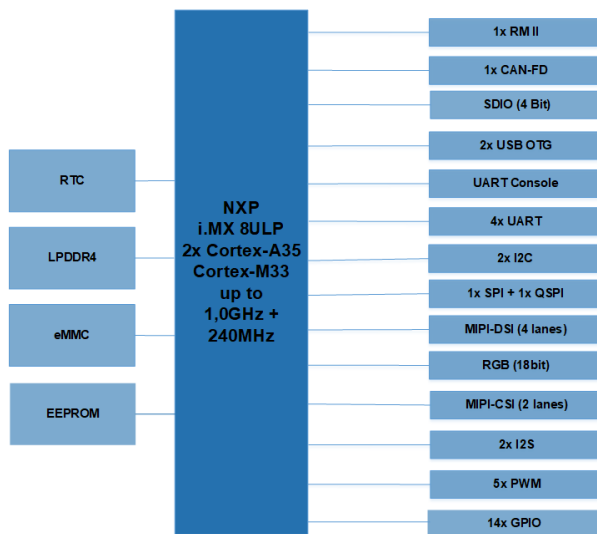 RTC
LPDDR4
eMMC
EEPROM
NXP
i.MX 8ULP
2x Cortex-A35
Cortex-M33
up to
1,0GHz +
240MHz
1x RMII
1x CAN-FD
SDIO (4 Bit)
2x USB OTG
UART Console
4x UART
2x I2C
1x SPI + 1x QSPI
MIPI-DSI (4 lanes)
RGB (18bit)
MIPI-CSI (2 lanes)
2x I2S
5x PWM
14x GPIO